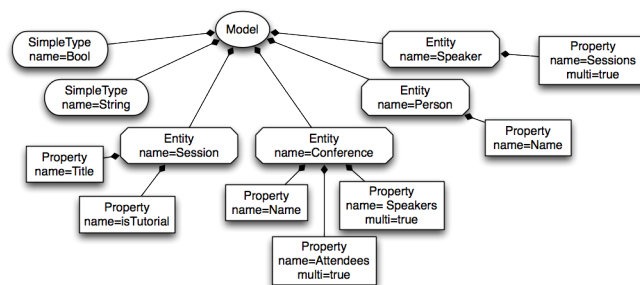 Model
SimpleType
name=Bool
Entity
name=Speaker
Property
name=Sessions
multi=true
SimpleType
name=String
Entity
name=Person
Entity
name=Session
Entity
name=Conference
Property
name=Name
Property
name=Title
Property
name=isTutorial
Property
name=Name
Property
name= Speakers
multi=true
Property
name=Attendees
multi=true